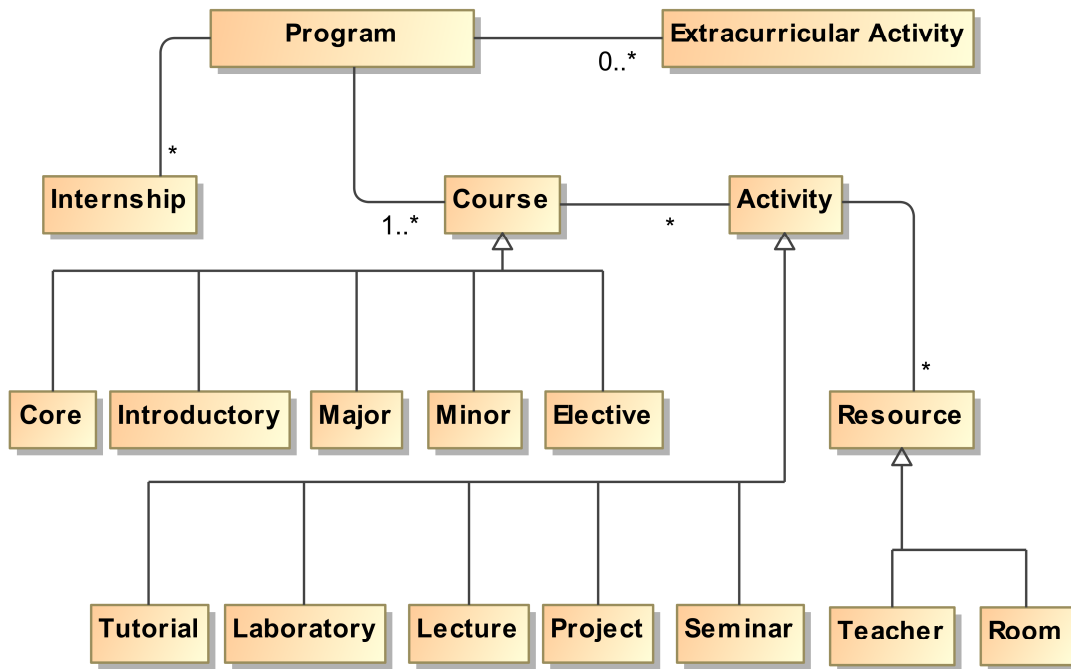 Program
Extracurricular Activity
0..*
*
Internship
Course
Activity
1..*
*
*
Core
Introductory
Major
Minor
Elective
Resource
Tutorial
Laboratory
Lecture
Project
Seminar
Teacher
Room